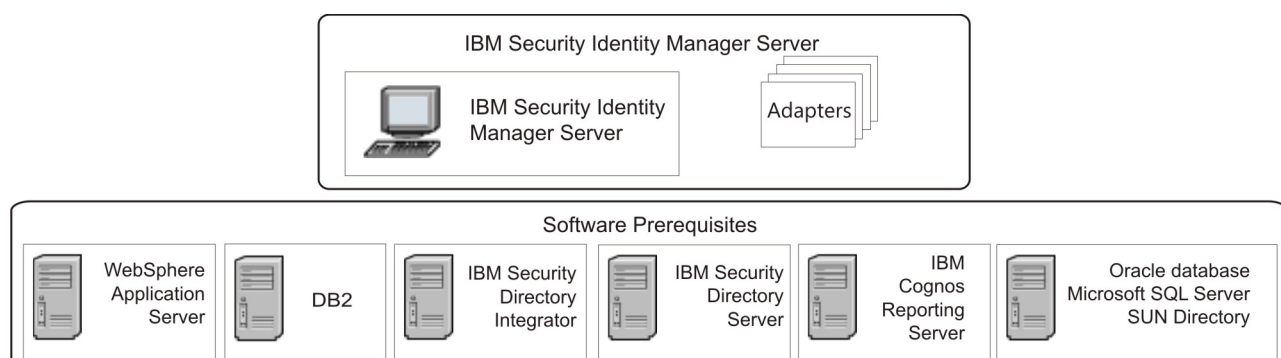 IBM Security Identity Manager Server
IBM Security Identity
Manager Server
Adapters
Software Prerequisites
WebSphere
Application
Server
DB2
IBM Security
Directory
Integrator
IBM Security
Directory
Server
IBM
Cognos
Reporting
Server
Oracle database
Microsoft SQL Server
SUN Directory